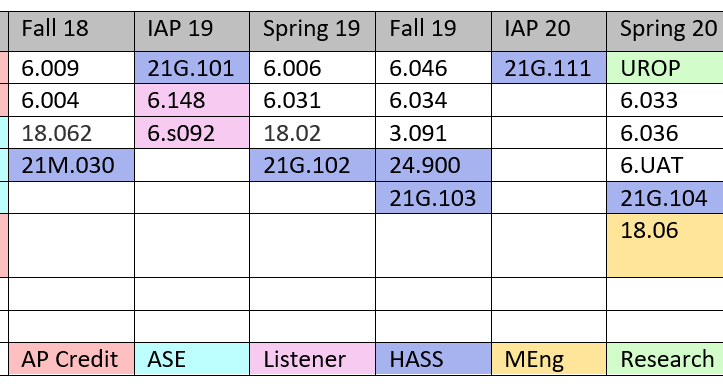 Fall 18 IAP 19 Spring 19 Fall 19 IAP 20 Spring 20
6.009 21G.101 6.006 6.046 21G.111 UROP
6.004 6.148 6.031 6.034 6.033
18.062 6.s092 18.02 3.091 6.036
21M.030 21G.102 24.900 6.UAT
21G.103 21G.104
18.06
AP Credit ASE Listener HASS MEng Research